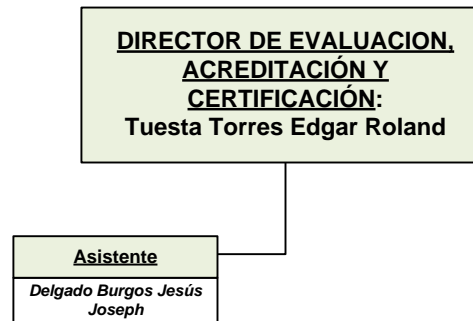 DIRECTOR DE EVALUACION,
ACREDITACIÓN Y
CERTIFICACIÓN:
Tuesta Torres Edgar Roland
Asistente
Delgado Burgos Jesús
Joseph